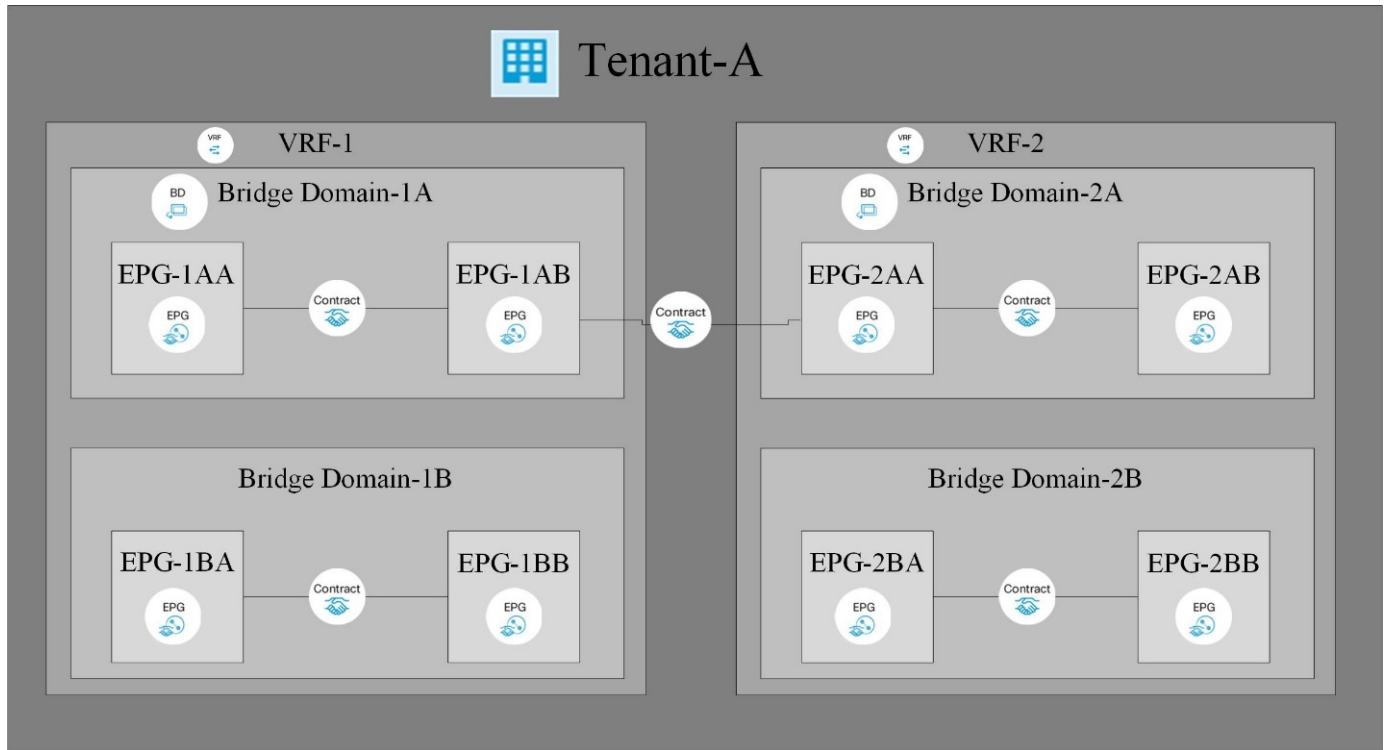 Tenant-A
VRF
VRF-1
BD
Bridge Domain-1A
EPG-1AA
EPG
Contract
EPG-1AB
EPG
Contract
VRF
VRF-2
BD
Bridge Domain-2A
EPG-2AA
EPG
Contract
EPG-2AB
EPG
Bridge Domain-1B
EPG-1BA
EPG
Contract
EPG-1BB
EPG
Bridge Domain-2B
EPG-2BA
EPG
Contract
EPG-2BB
EPG